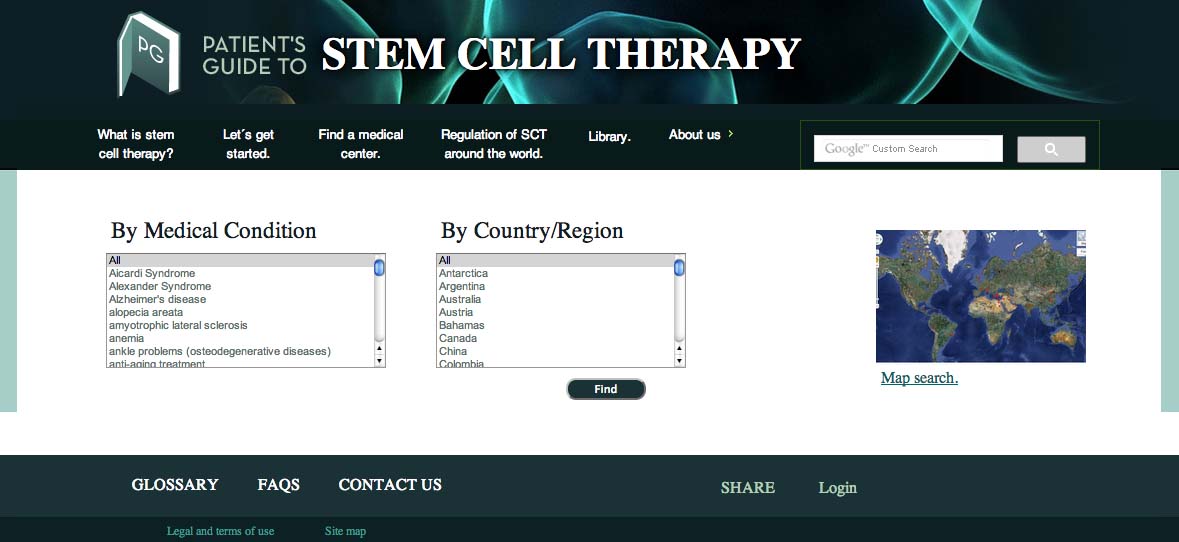 PG
PATIENT'S
GUIDE TO
STEM CELL THERAPY
What is stem
cell therapy?
Let´s get
started.
Find a medical
center.
Regulation of SCT
around the world.
Library.
About us ›
Google™ Custom Search
By Medical Condition
All
Aicardi Syndrome
Alexander Syndrome
Alzheimer's disease
alopecia areata
amyotrophic lateral sclerosis
anemia
ankle problems (osteodegenerative diseases)
anti-aging treatment
By Country/Region
All
Antarctica
Argentina
Australia
Austria
Bahamas
Canada
China
Colombia
Find
Map search.
GLOSSARY
FAQS
CONTACT US
SHARE
Login
Legal and terms of use
Site map